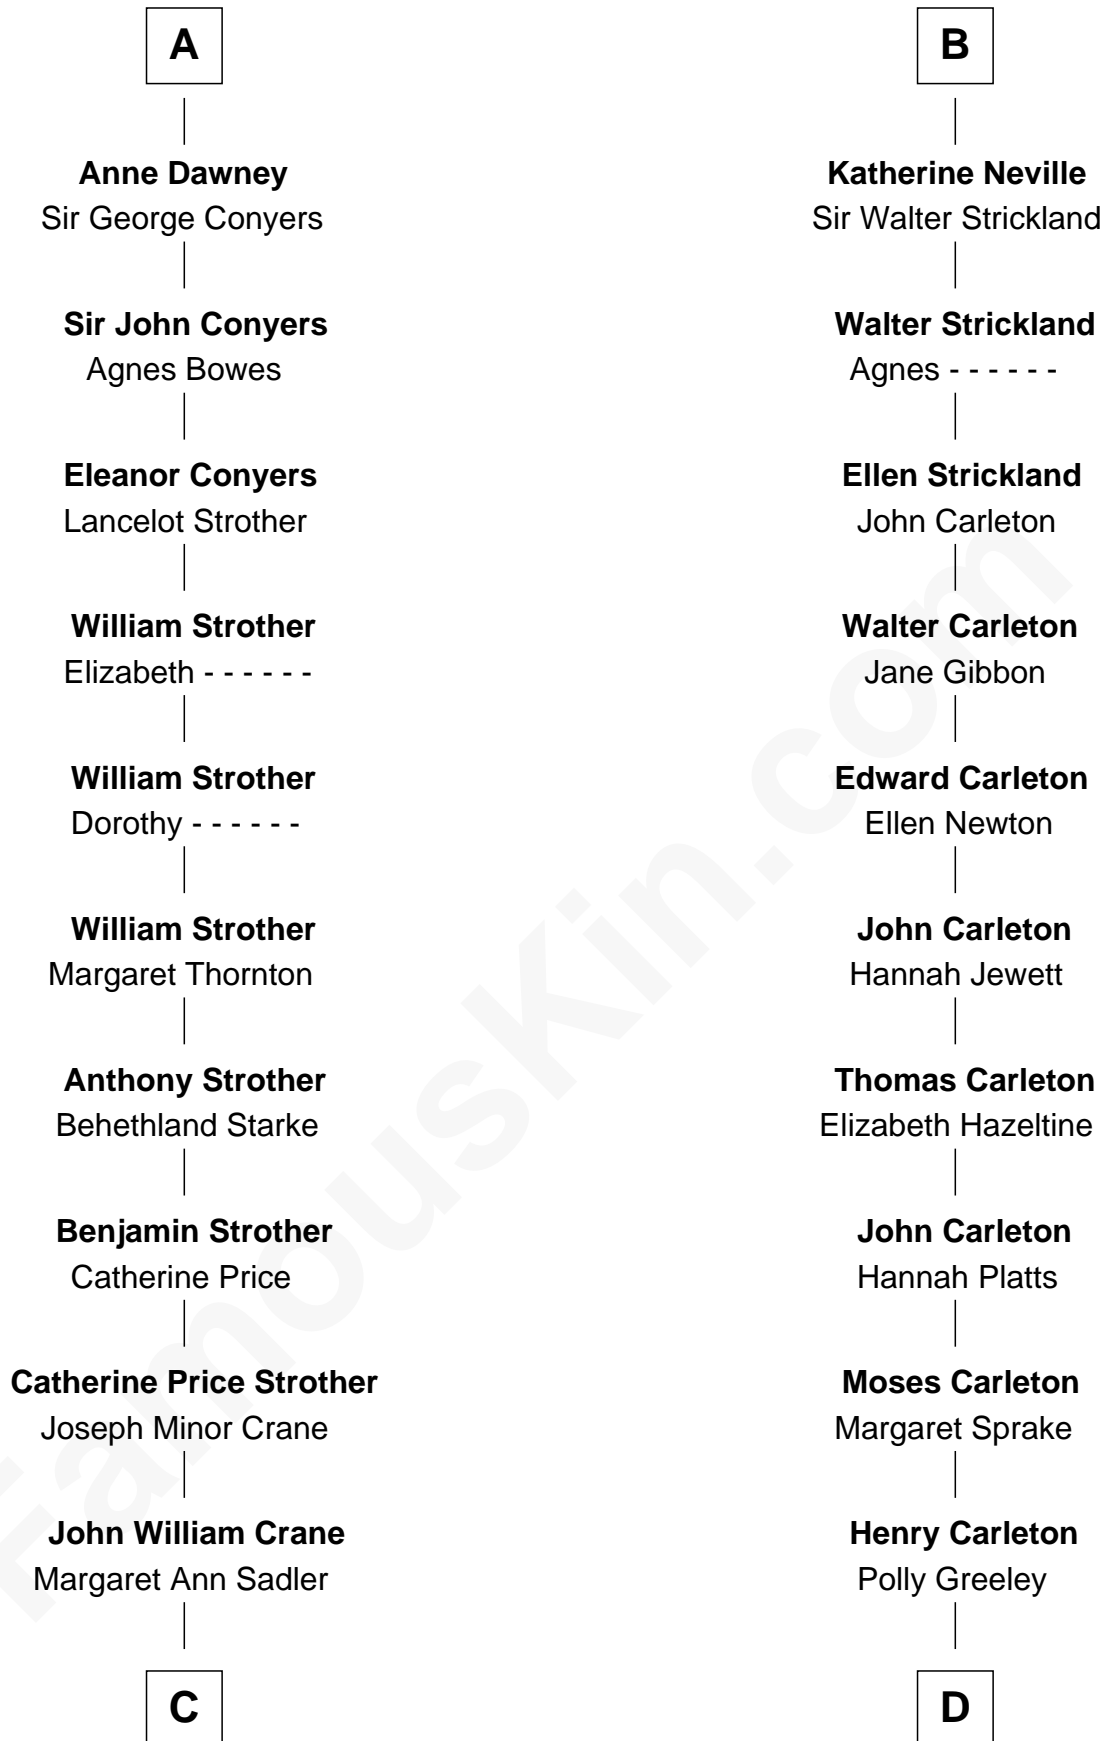 A
Anne Dawney
Sir George Conyers
Sir John Conyers
Agnes Bowes
Eleanor Conyers
Lancelot Strother
William Strother
Elizabeth - - - - - -
William Strother
Dorothy - - - - - -
William Strother
Margaret Thornton
Anthony Strother
Behethland Starke
Benjamin Strother
Catherine Price
Catherine Price Strother
Joseph Minor Crane
John William Crane
Margaret Ann Sadler
C
B
Katherine Neville
Sir Walter Strickland
Walter Strickland
Agnes - - - - - -
Ellen Strickland
John Carleton
Walter Carleton
Jane Gibbon
Edward Carleton
Ellen Newton
John Carleton
Hannah Jewett
Thomas Carleton
Elizabeth Hazeltine
John Carleton
Hannah Platts
Moses Carleton
Margaret Sprake
Henry Carleton
Polly Greeley
D
FamousKin.com